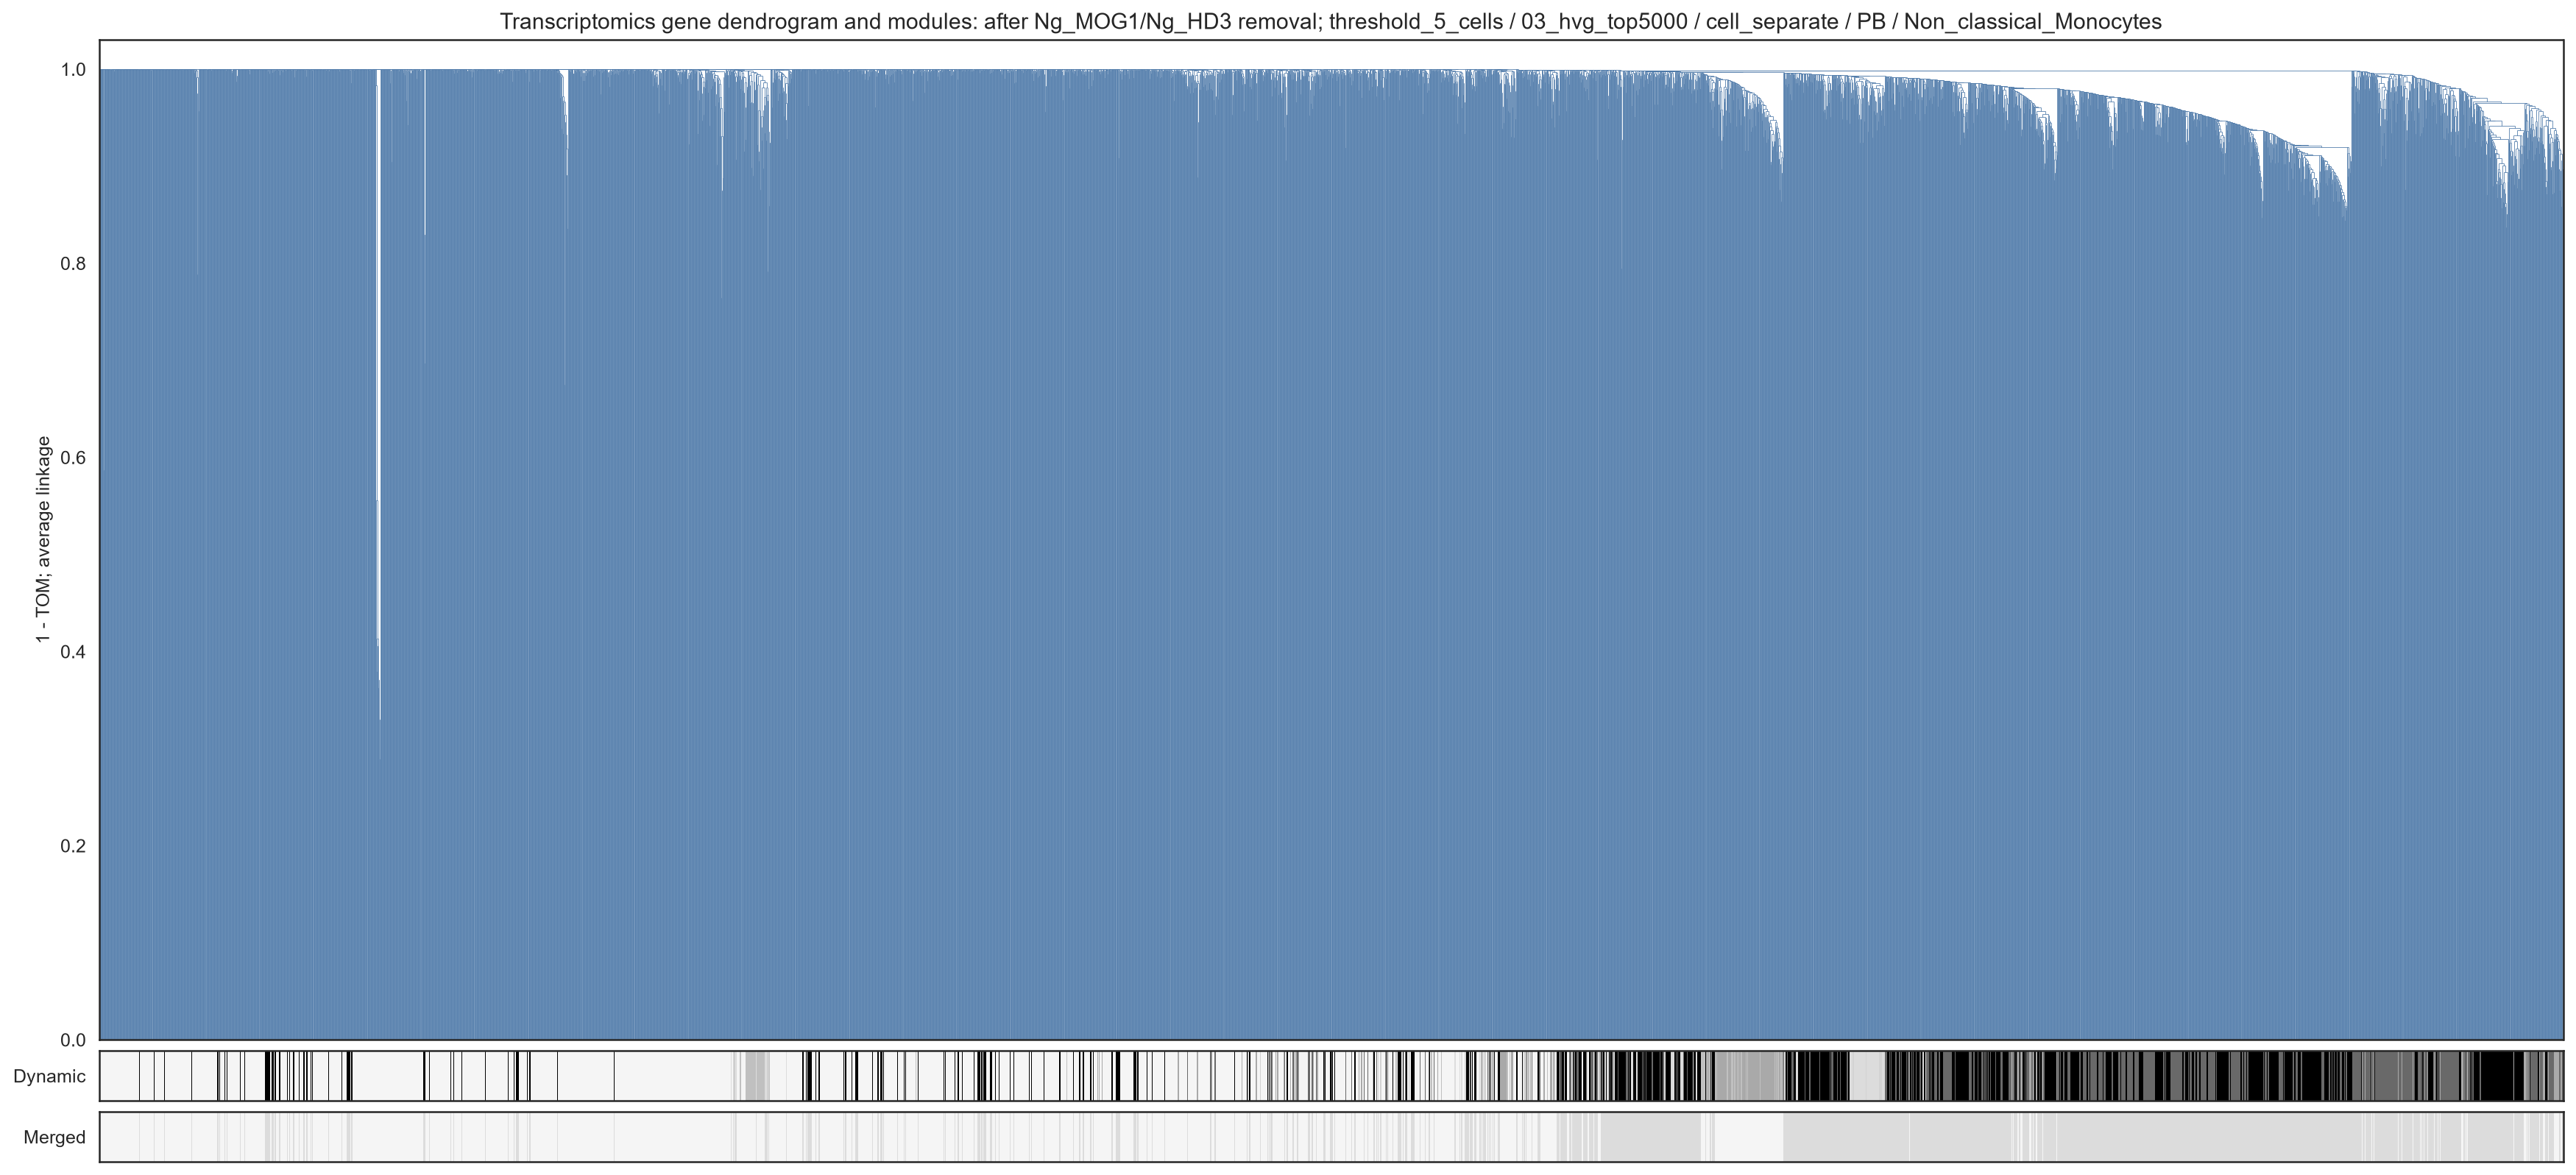 Transcriptomics gene dendrogram and modules: after Ng_MOG1/Ng_HD3 removal; threshold_5_cells / 03_hvg_top5000 / cell_separate / PB / Non_classical_Monocytes
1.0
0.8
0.6
0.4
0.2
0.0
1 - TOM; average linkage
Dynamic
Merged